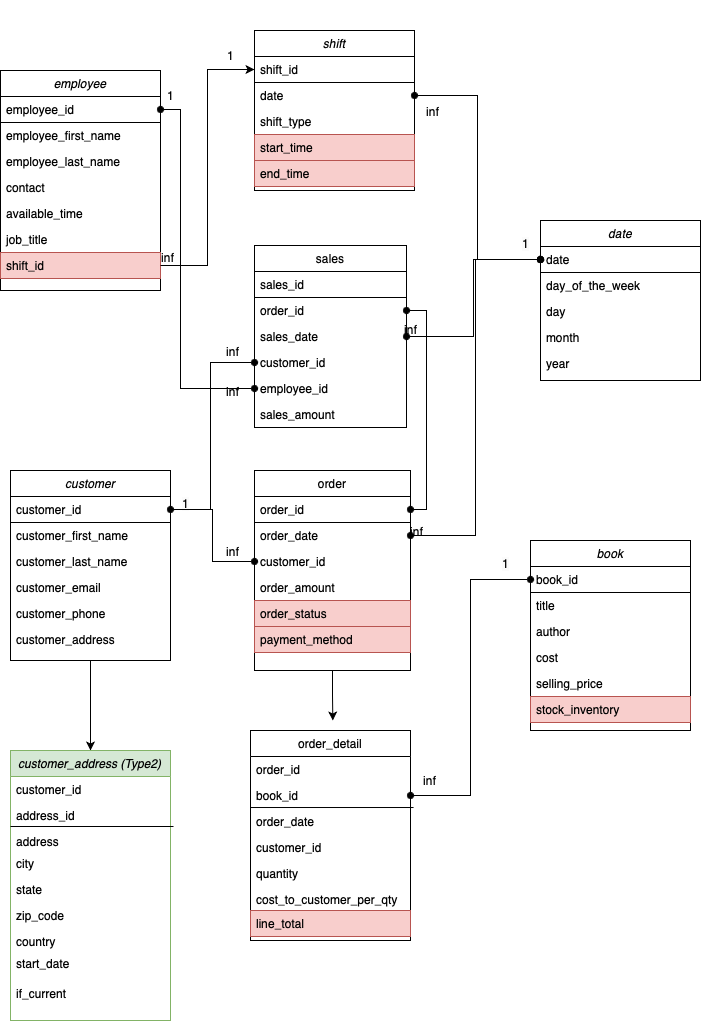 employee
employee_id
employee_first_name
employee_last_name
contact
available_time
job_title
shift_id
1
inf
1
shift
shift_id
date
shift_type
start_time
end_time
inf
sales
sales_id
order_id
sales_date
customer_id
employee_id
sales_amount
inf
inf
inf
1
date
date
day_of_the_week
day
month
year
customer
customer_id
customer_first_name
customer_last_name
customer_email
customer_phone
customer_address
1
inf
order
order_id
order_date
customer_id
order_amount
order_status
payment_method
inf
1
book
book_id
title
author
cost
selling_price
stock_inventory
customer_address (Type2)
customer_id
address_id
address
city
state
zip_code
country
start_date
if_current
order_detail
order_id
book_id
order_date
customer_id
quantity
cost_to_customer_per_qty
line_total
inf